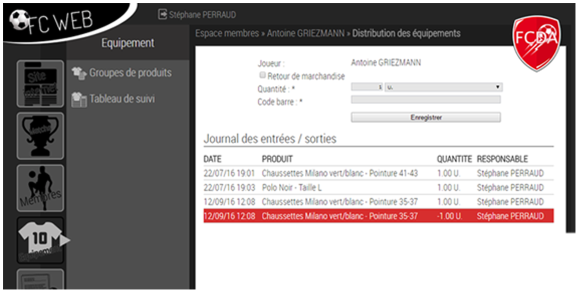 FC WEB
Stéphane PERRAUD
FCDA
Equipement
Espace membres » Antoine GRIEZMANN » Distribution des équipements
Groupes de produits
Tableau de suivi
Site
Membres
10
Joueur : Antoine GRIEZMANN
Retour de marchandise
Quantité : * 1 u.
Code barre : *
Enregistrer
Journal des entrées / sorties
DATE PRODUIT QUANTITE RESPONSABLE
22/07/16 19:01 Chaussettes Milano vert/blanc - Pointure 41-43 1.00 U. Stéphane PERRAUD
22/07/16 19:03 Polo Noir - Taille L 1.00 U. Stéphane PERRAUD
12/09/16 12:08 Chaussettes Milano vert/blanc - Pointure 35-37 1.00 U. Stéphane PERRAUD
12/09/16 12:08 Chaussettes Milano vert/blanc - Pointure 35-37 -1.00 U. Stéphane PERRAUD